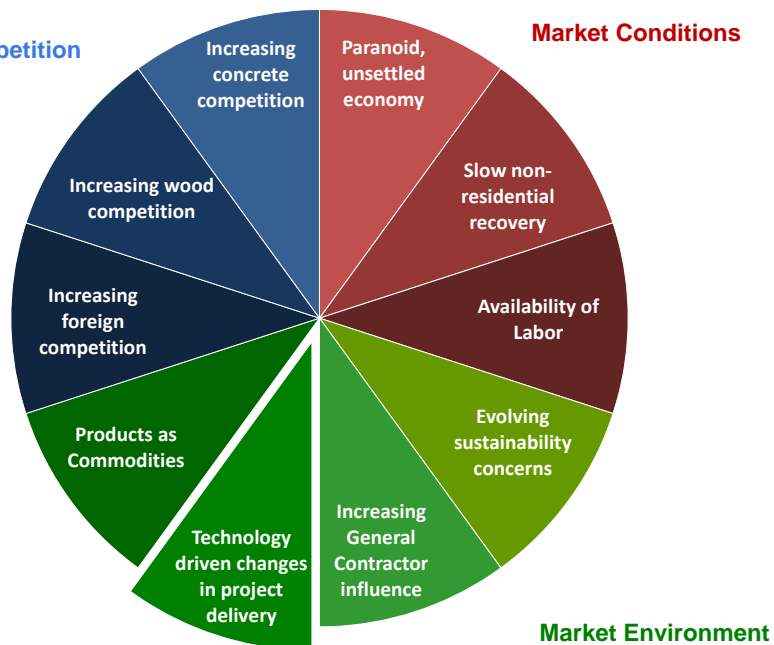 petition
Market Conditions
Increasing
concrete
competition
Paranoid,
unsettled
economy
Slow non-
residential
recovery
Availability of
Labor
Evolving
sustainability
concerns
Increasing
General
Contractor
influence
Technology
driven changes
in project
delivery
Products as
Commodities
Increasing
foreign
competition
Increasing wood
competition
Market Environment